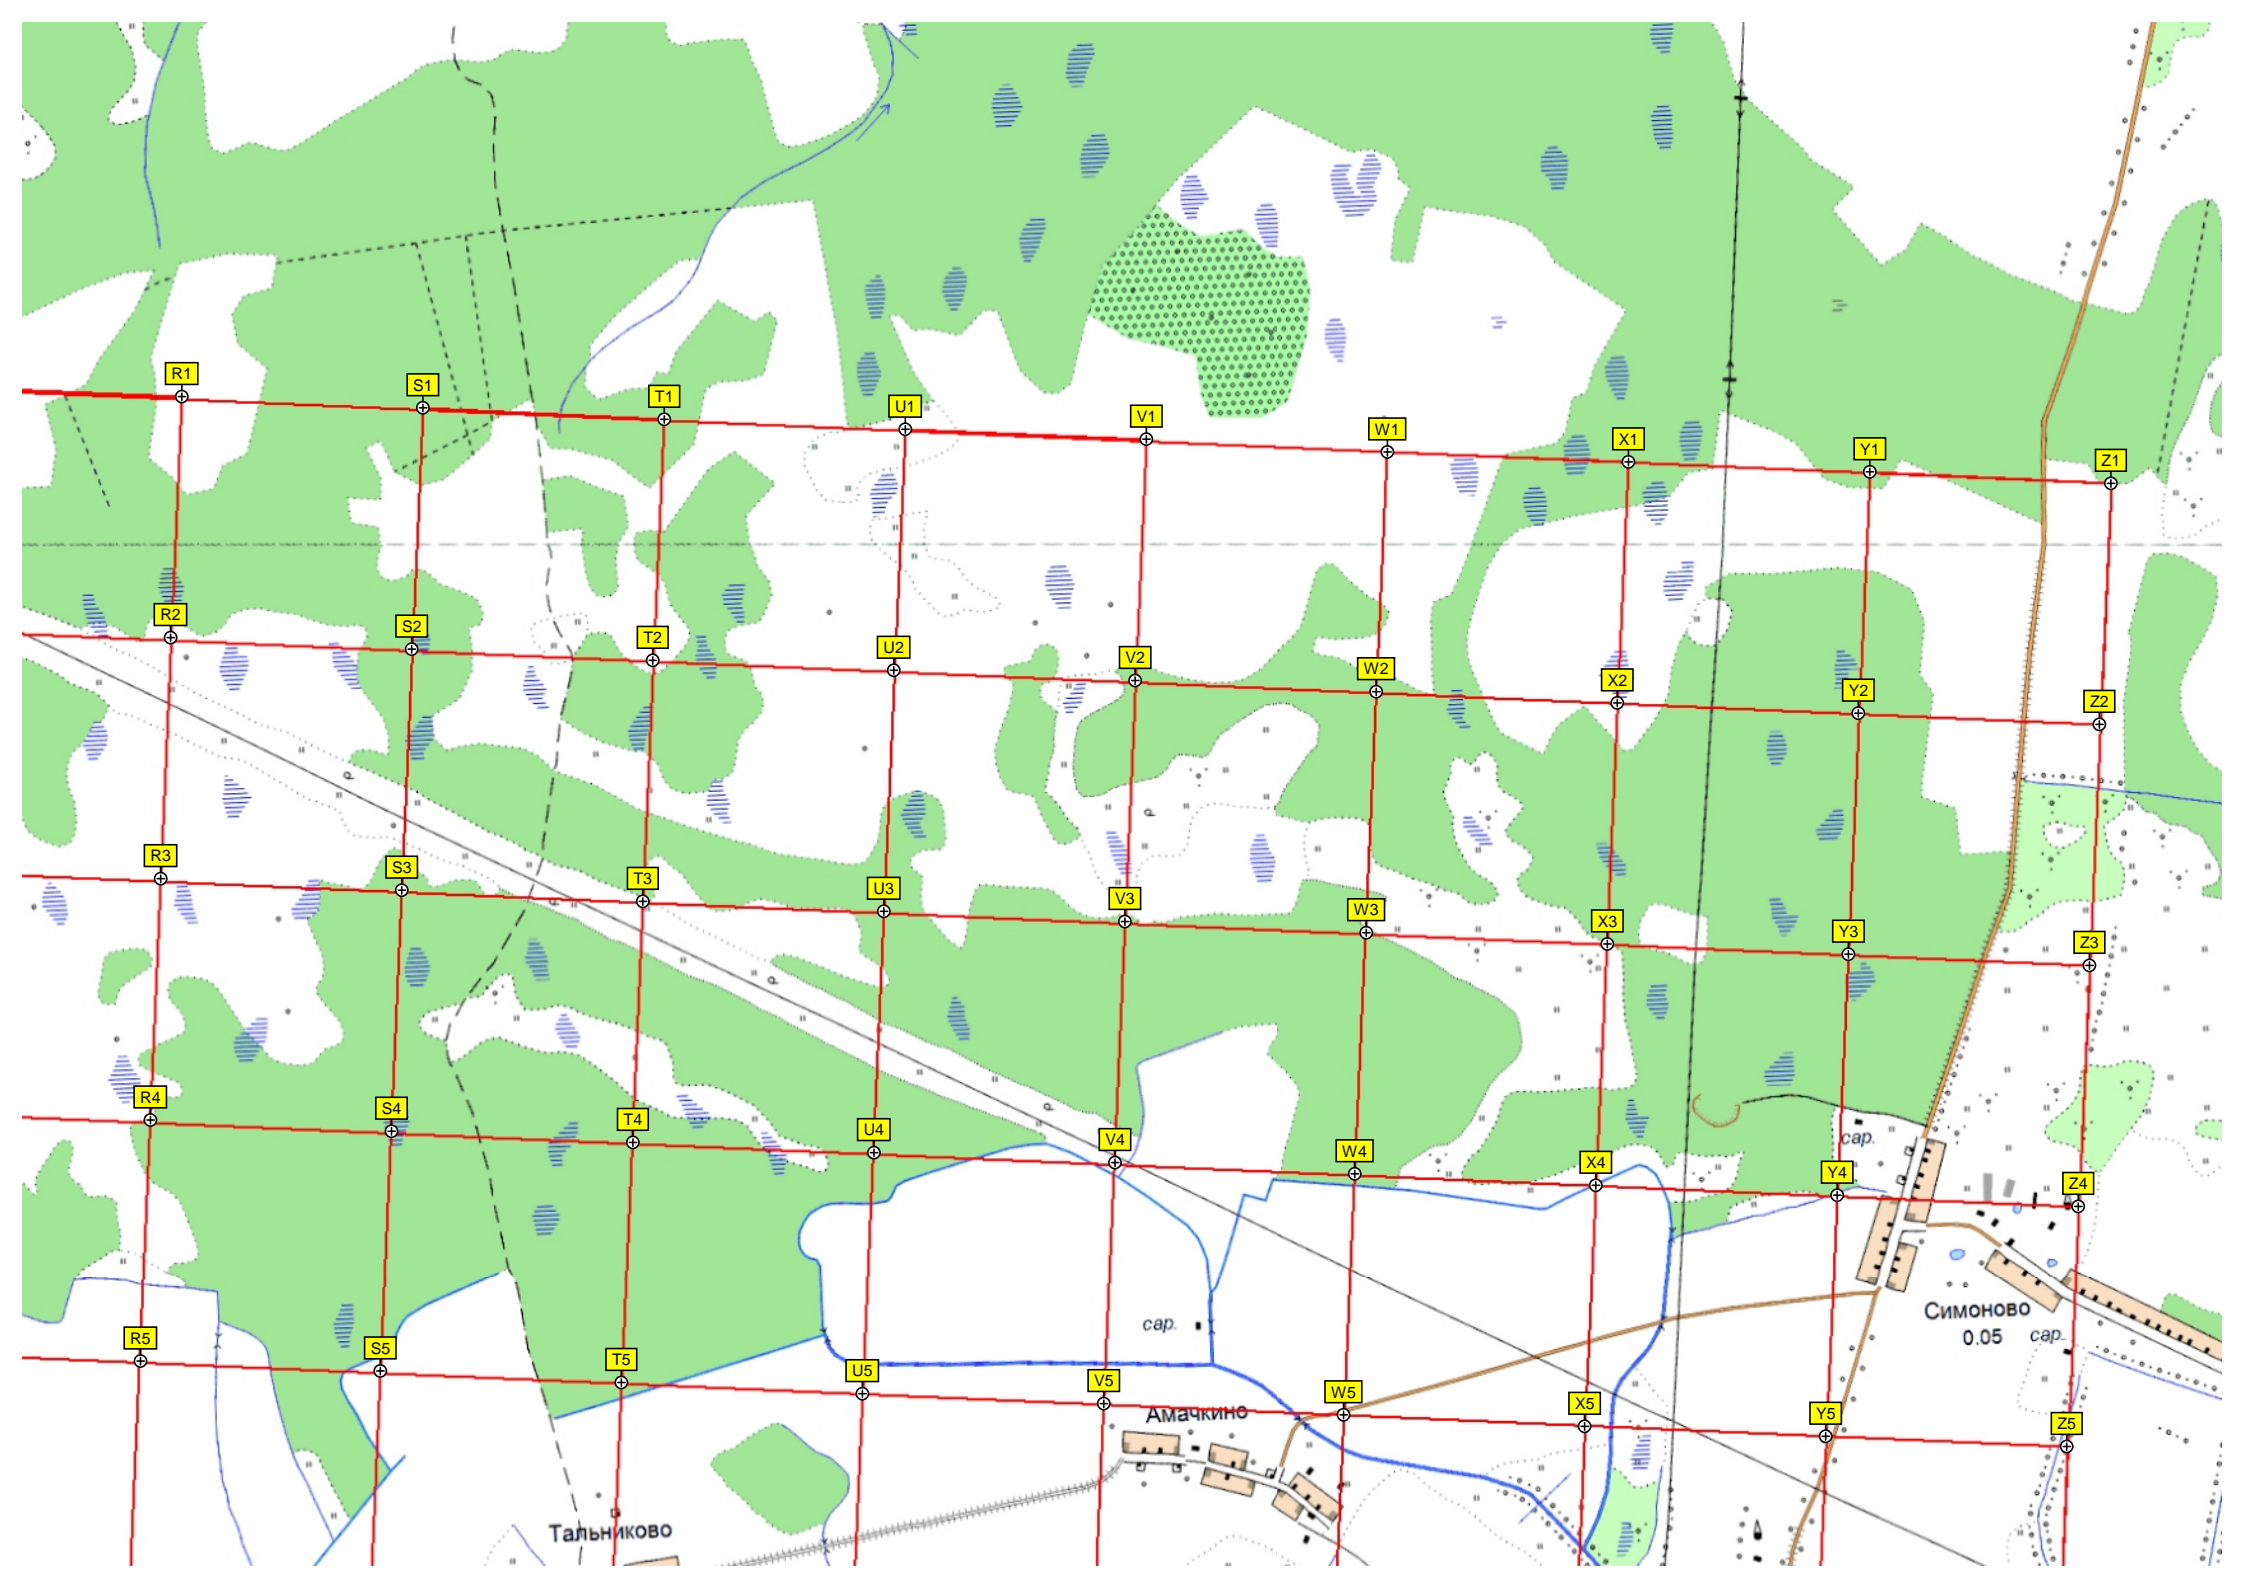 R1
S1
T1
U1
V1
W1
X1
Y1
Z1
R2
S2
T2
U2
V2
W2
X2
Y2
Z2
R3
S3
T3
U3
V3
W3
X3
Y3
Z3
R4
S4
T4
U4
V4
сар.
W4
X4
Y4
Z4
Симоново
0.05
сар.
сар.
R5
S5
T5
U5
V5
W5
X5
Y5
Z5
Амачкино
Тальниково